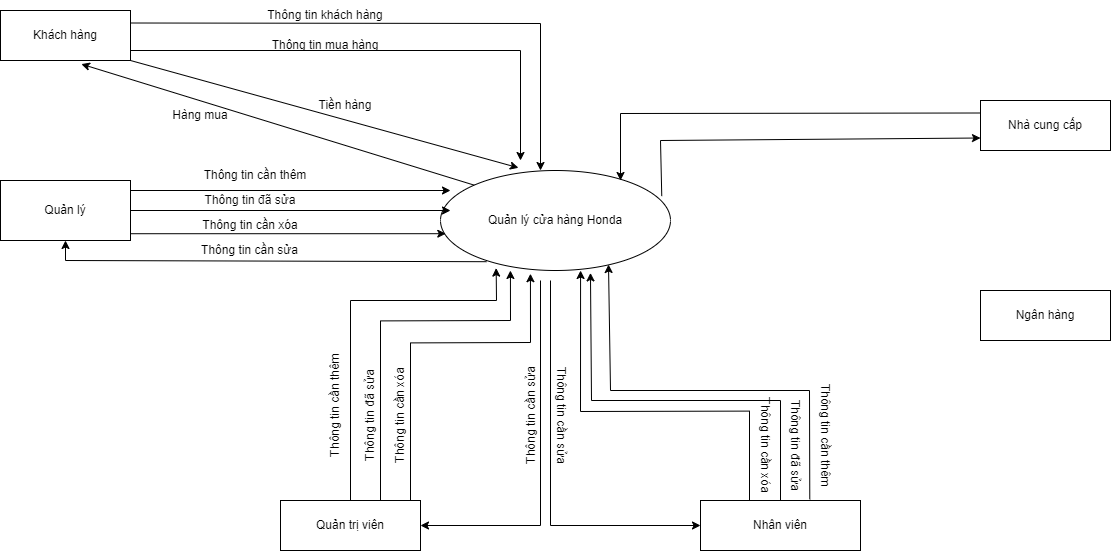 Thông tin khách hàng
Khách hàng
Thông tin mua hàng
Tiền hàng
Hàng mua
Nhà cung cấp
Thông tin cần thêm
Quản lý
Thông tin đã sửa
Thông tin cần xóa
Thông tin cần sửa
Quản lý cửa hàng Honda
Ngân hàng
Thông tin cần thêm
Thông tin đã sửa
Thông tin cần xóa
Thông tin cần sửa
Thông tin cần sửa
Thông tin cần xóa
Thông tin đã sửa
Thông tin cần thêm
Quản trị viên
Nhân viên